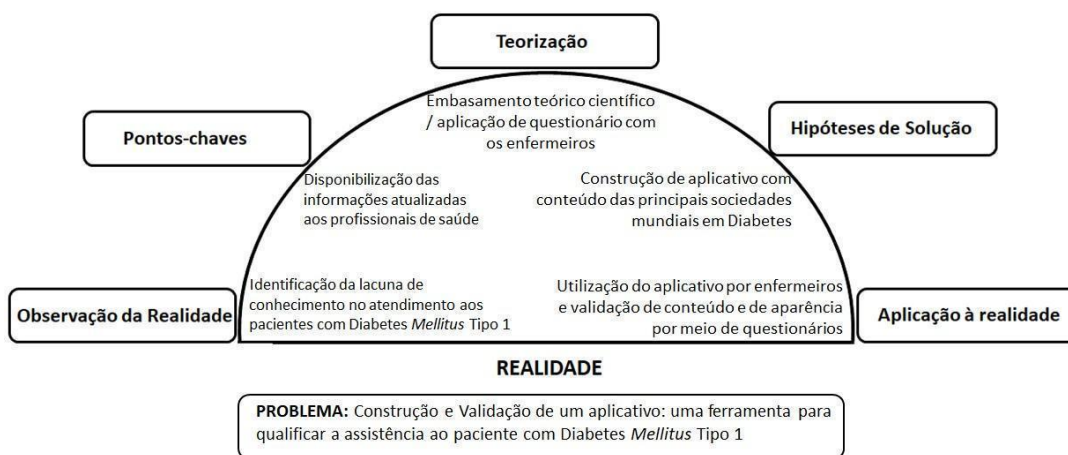 Teorização
Embasamento teórico científico
/ aplicação de questionário com
os enfermeiros
Pontos-chaves
Hipóteses de Solução
Disponibilização das
informações atualizadas
aos profissionais de saúde
Construção de aplicativo com
conteúdo das principais sociedades
mundiais em Diabetes
Observação da Realidade
Identificação da lacuna de
conhecimento no atendimento aos
pacientes com Diabetes Mellitus Tipo 1
Utilização do aplicativo por enfermeiros
e validação de conteúdo e de aparência
por meio de questionários
Aplicação à realidade
REALIDADE
PROBLEMA: Construção e Validação de um aplicativo: uma ferramenta para
qualificar a assistência ao paciente com Diabetes Mellitus Tipo 1